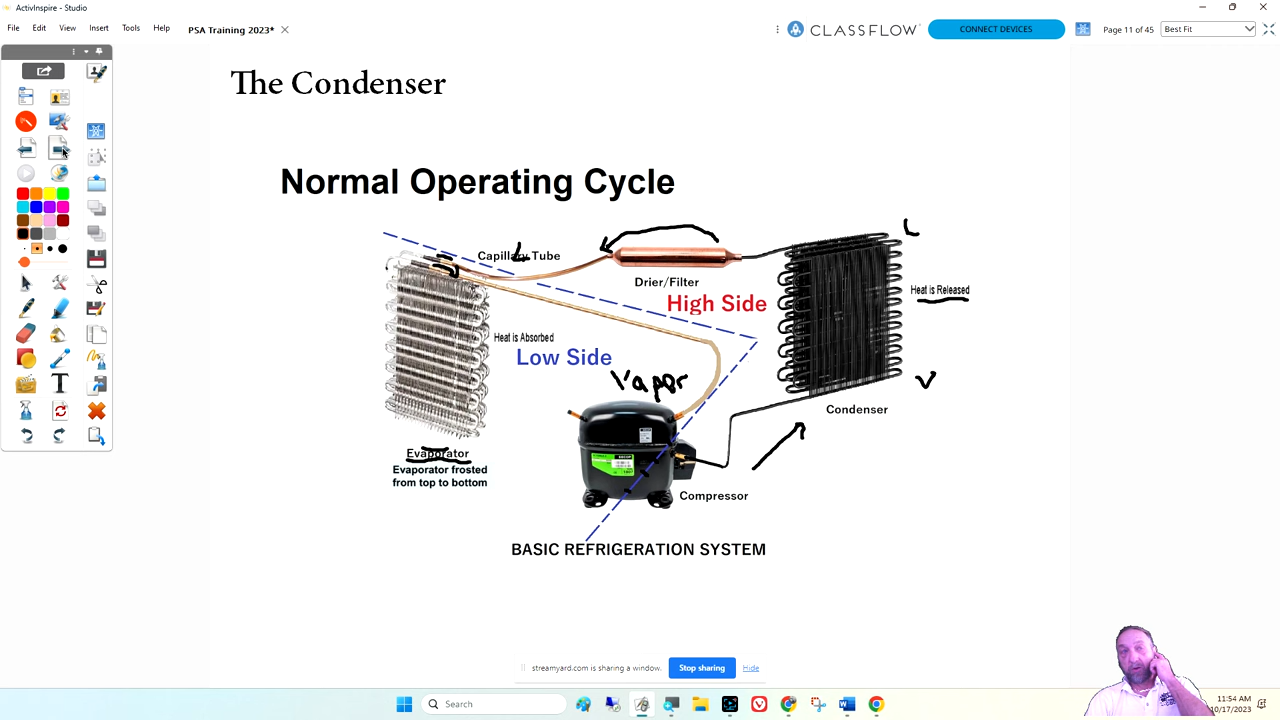 ActivInspire - Studio
File Edit View Insert Tools Help PSA Training 2023*
CLASSFLOW CONNECT DEVICES Page 11 of 45 Best Fit
The Condenser
Normal Operating Cycle
L
Capillary Tube
L
Drier/Filter
High Side
Heat is Released
Heat is Absorbed
Low Side
Vapor
V
Condenser
Evaporator
Evaporator frosted
from top to bottom
Compressor
BASIC REFRIGERATION SYSTEM
streamyard.com is sharing a window. Stop sharing Hide
Search
11:54 AM
10/17/2023